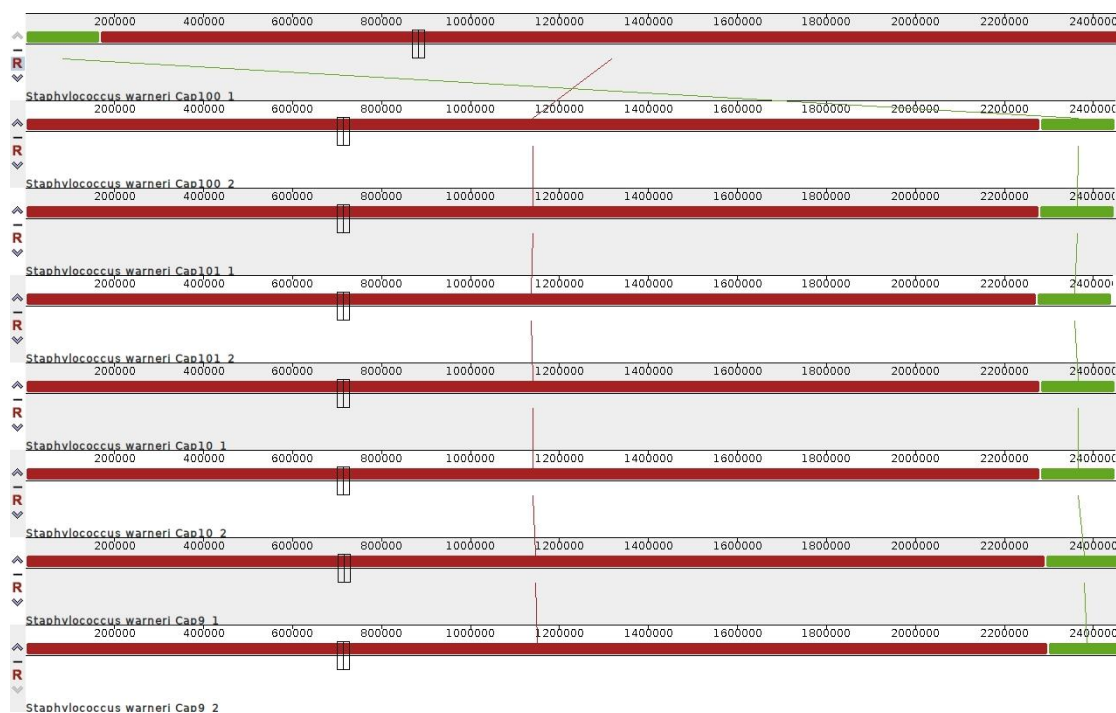 200000 400000 600000 800000 1000000 1200000 1400000 1600000 1800000 2000000 2200000 2400000
R
Staphylococcus warneri Cap100_1
200000 400000 600000 800000 1000000 1200000 1400000 1600000 1800000 2000000 2200000 2400000
R
Staphylococcus warneri Cap100_2
200000 400000 600000 800000 1000000 1200000 1400000 1600000 1800000 2000000 2200000 2400000
R
Staphylococcus warneri Cap101_1
200000 400000 600000 800000 1000000 1200000 1400000 1600000 1800000 2000000 2200000 2400000
R
Staphylococcus warneri Cap101_2
200000 400000 600000 800000 1000000 1200000 1400000 1600000 1800000 2000000 2200000 2400000
R
Staphylococcus warneri Cap10_1
200000 400000 600000 800000 1000000 1200000 1400000 1600000 1800000 2000000 2200000 2400000
R
Staphylococcus warneri Cap10_2
200000 400000 600000 800000 1000000 1200000 1400000 1600000 1800000 2000000 2200000 2400000
R
Staphylococcus warneri Cap9_1
200000 400000 600000 800000 1000000 1200000 1400000 1600000 1800000 2000000 2200000 2400000
R
Staphylococcus warneri Cap9_2